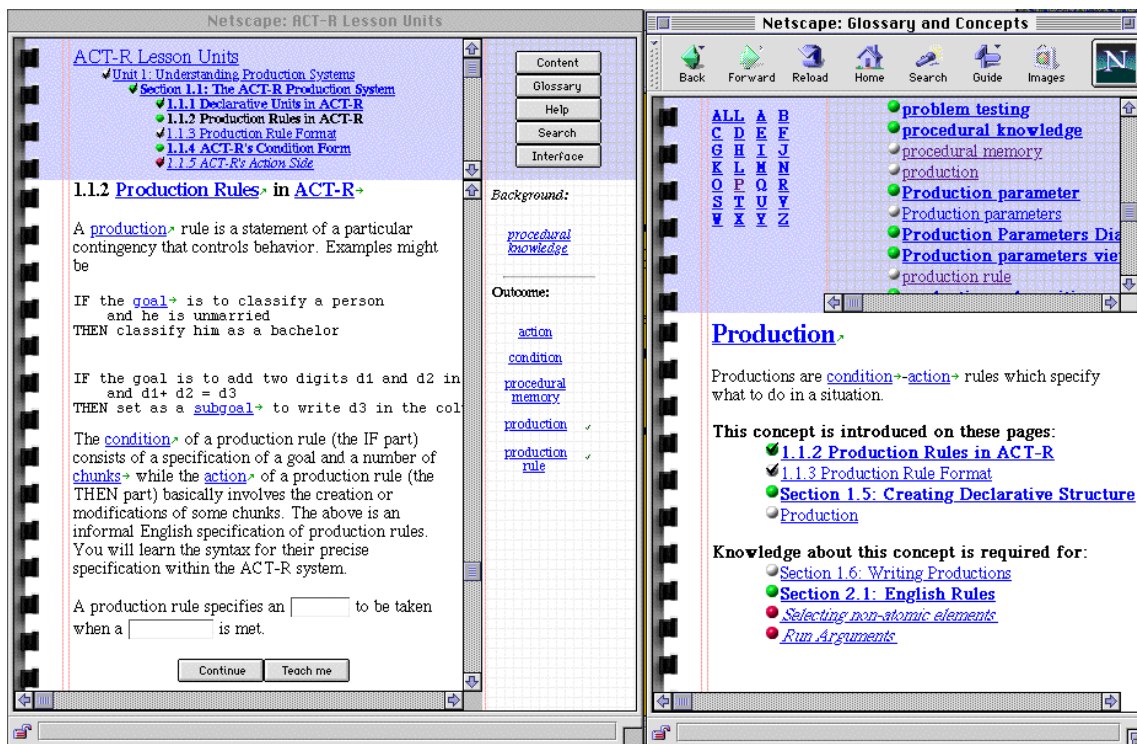 Netscape: ACT-R Lesson Units
ACT-R Lesson Units
Unit 1: Understanding Production Systems
Section 1.1: The ACT-R Production System
1.1.1 Declarative Units in ACT-R
1.1.2 Production Rules in ACT-R
1.1.3 Production Rule Format
1.1.4 ACT-R's Condition Form
1.1.5 ACT-R's Action Side
Content
Glossary
Help
Search
Interface
1.1.2 Production Rules in ACT-R
A production rule is a statement of a particular
contingency that controls behavior. Examples might
be
IF the goal is to classify a person
and he is unmarried
THEN classify him as a bachelor
IF the goal is to add two digits d1 and d2 in
and d1+ d2 = d3
THEN set as a subgoal to write d3 in the col
The condition of a production rule (the IF part)
consists of a specification of a goal and a number of
chunks while the action of a production rule (the
THEN part) basically involves the creation or
modifications of some chunks. The above is an
informal English specification of production rules.
You will learn the syntax for their precise
specification within the ACT-R system.
A production rule specifies an to be taken
when a is met.
Continue
Teach me
Background:
procedural
knowledge
Outcome:
action
condition
procedural
memory
production
production
rule
Netscape: Glossary and Concepts
Back Forward Reload Home Search Guide Images
N
ALL A B
C D E F
G H I J
K L M N
O P Q R
S T U V
W X Y Z
problem testing
procedural knowledge
procedural memory
production
Production parameter
Production parameters
Production Parameters Dia
Production parameters vie
production rule
Production
Productions are condition-action rules which specify
what to do in a situation.
This concept is introduced on these pages:
1.1.2 Production Rules in ACT-R
1.1.3 Production Rule Format
Section 1.5: Creating Declarative Structure
Production
Knowledge about this concept is required for:
Section 1.6: Writing Productions
Section 2.1: English Rules
Selecting non-atomic elements
Run Arguments